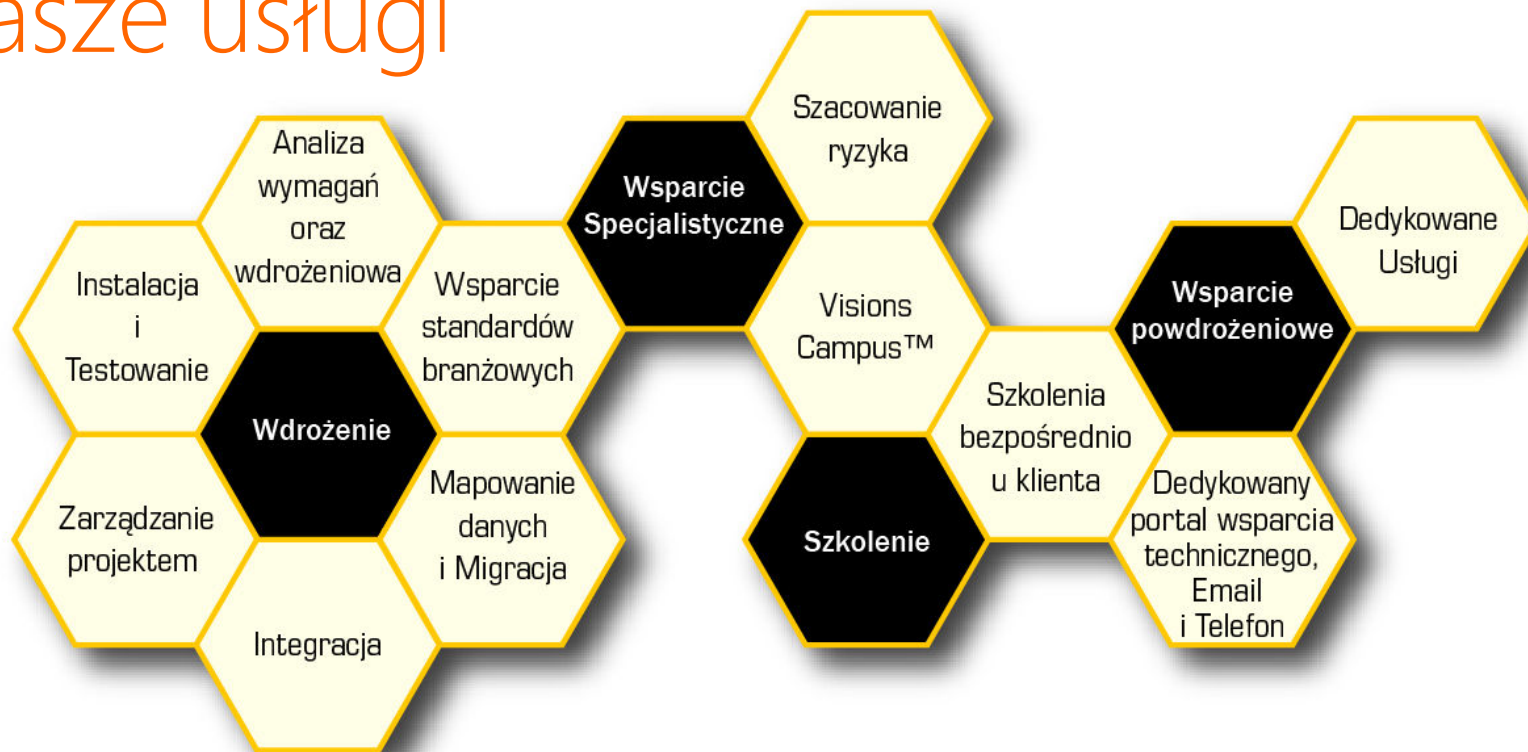 asze usługi
Analiza
wymagań
oraz
wdrożeniowa
Instalacja
i
Testowanie
Wsparcie
standardów
branżowych
Wdrożenie
Zarządzanie
projektem
Mapowanie
danych
i Migracja
Integracja
Wsparcie
Specjalistyczne
Szacowanie
ryzyka
Visions
Campus™
Szkolenie
Szkolenia
bezpośrednio
u klienta
Wsparcie
powdrożeniowe
Dedykowane
Usługi
Dedykowany
portal wsparcia
technicznego,
Email
i Telefon